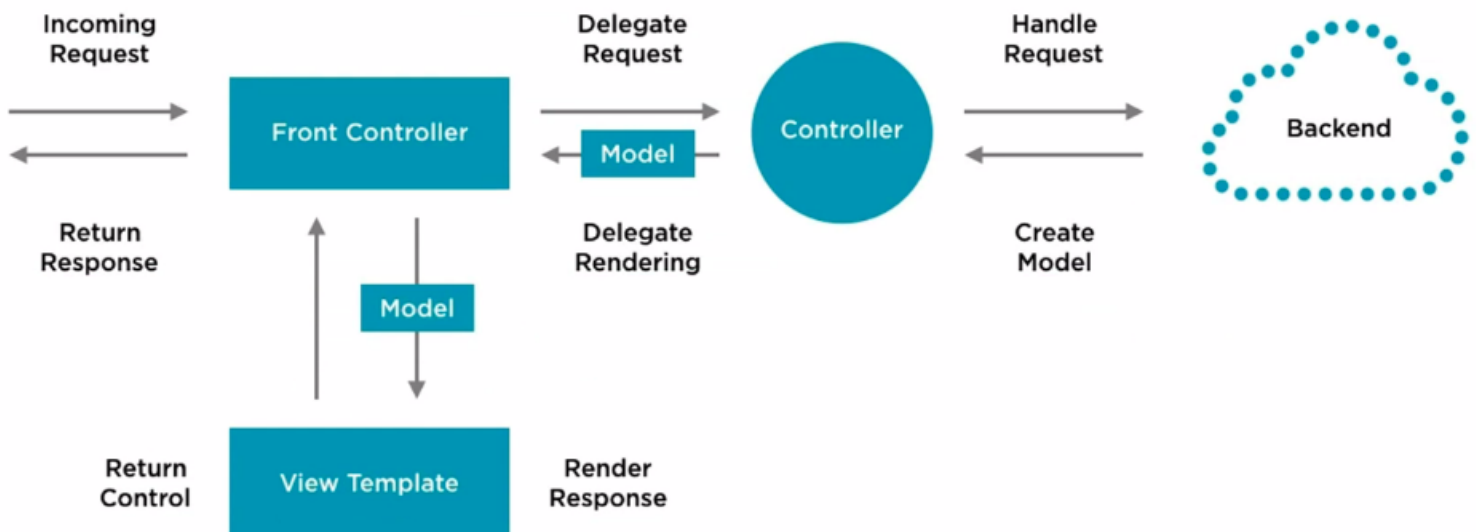 Incoming
Request
Delegate
Request
Handle
Request
Front Controller
Controller
Backend
Model
Return
Response
Delegate
Rendering
Create
Model
Model
Return
Control
View Template
Render
Response